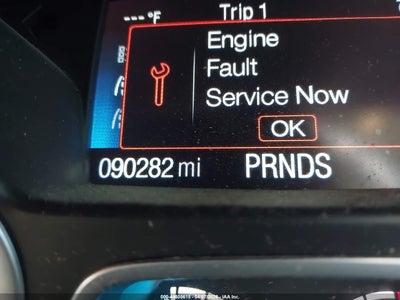 ---°F Trip 1
Engine
Fault
Service Now
OK
090282 mi PRNDS